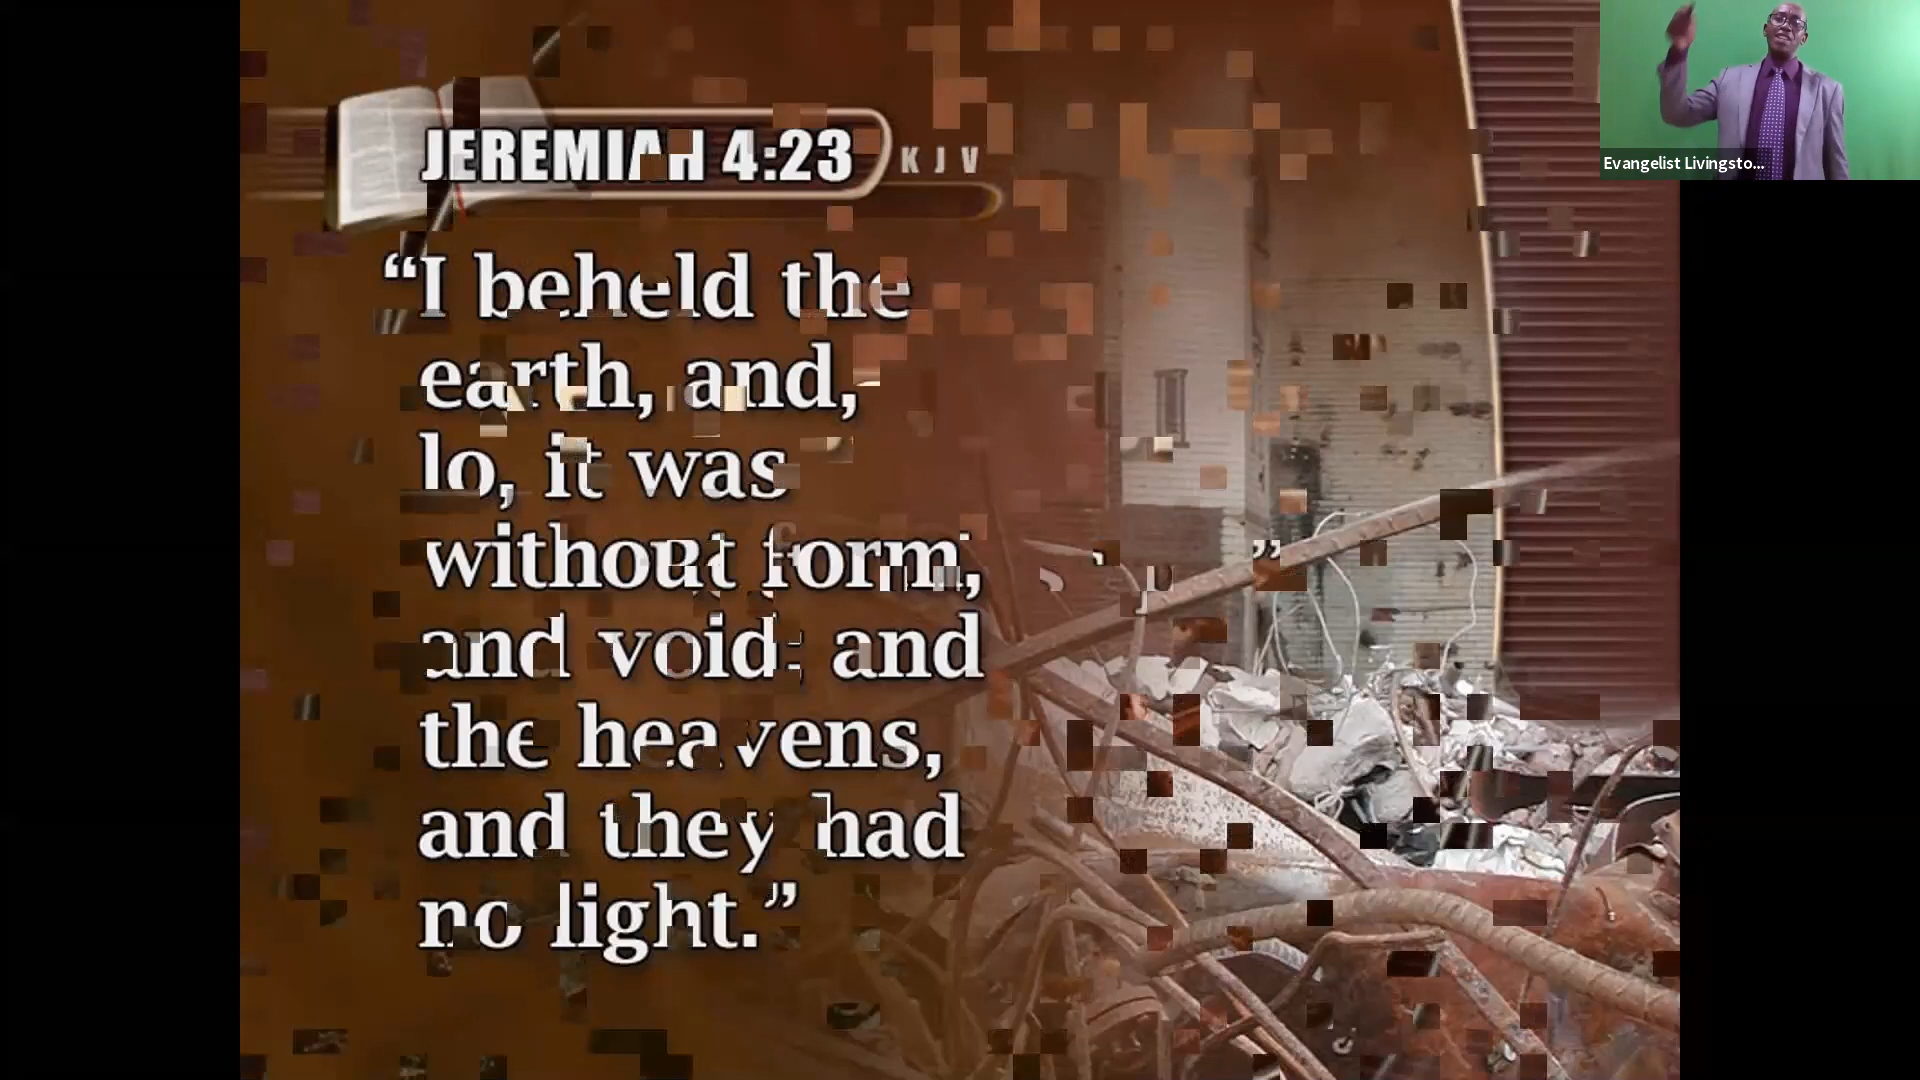 JEREMIAH 4:23 KJV
“I beheld the
earth, and,
lo, it was
without form,
and void; and
the heavens,
and they had
no light.”
Evangelist Livingsto...